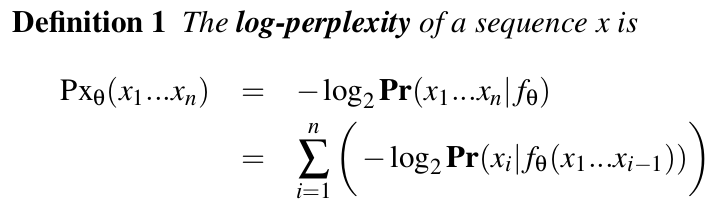 Definition 1 The log-perplexity of a sequence x is
Pxθ(x₁...xₙ) = −log₂ Pr(x₁...xₙ|fθ)
= ∑ⁿᵢ₌₁ (−log₂ Pr(xᵢ|fθ(x₁...xᵢ₋₁)))